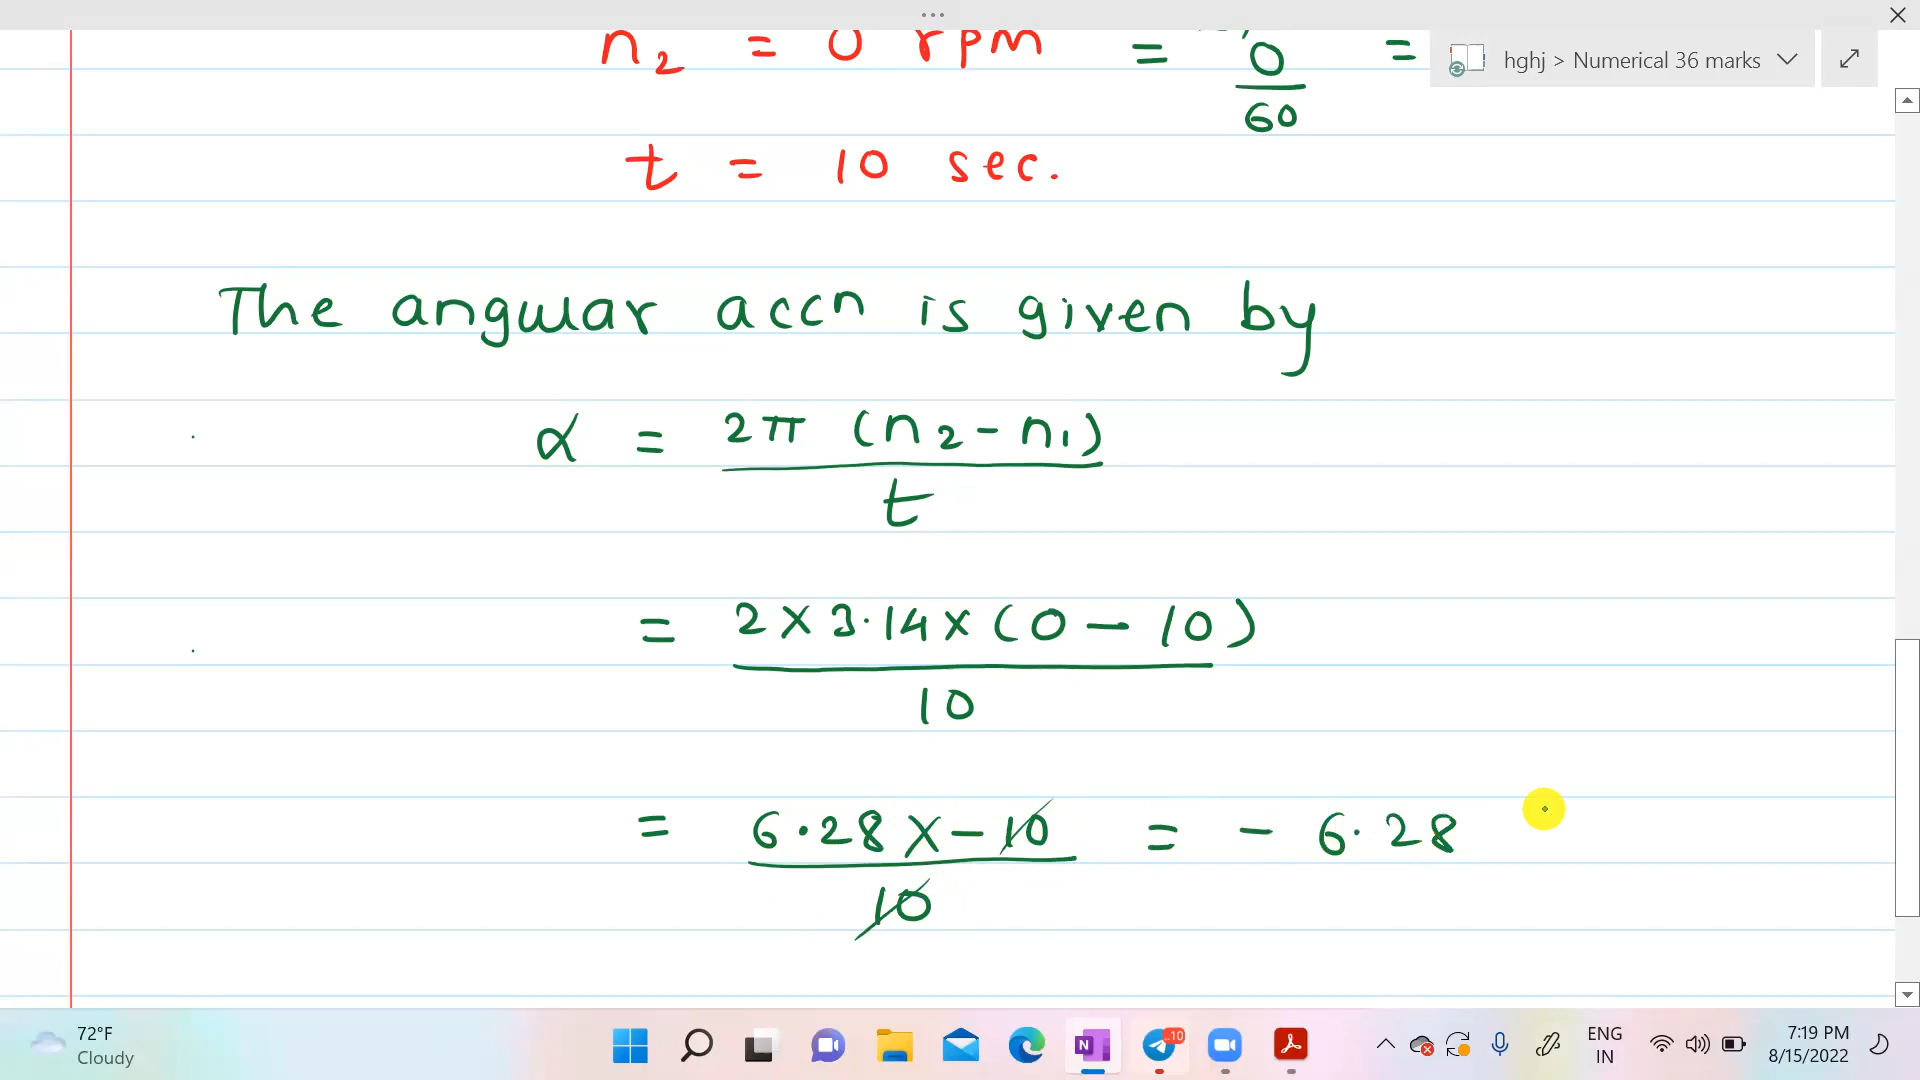 n₂ = 0 rpm = 0/60 =
hghj > Numerical 36 marks
t = 10 sec.
The angular accn is given by
α = 2π (n₂ - n₁) / t
= 2 × 3.14 × (0 - 10) / 10
= 6.28 × - 10 / 10 = - 6.28
72°F
Cloudy
..10
ENG
IN
7:19 PM
8/15/2022